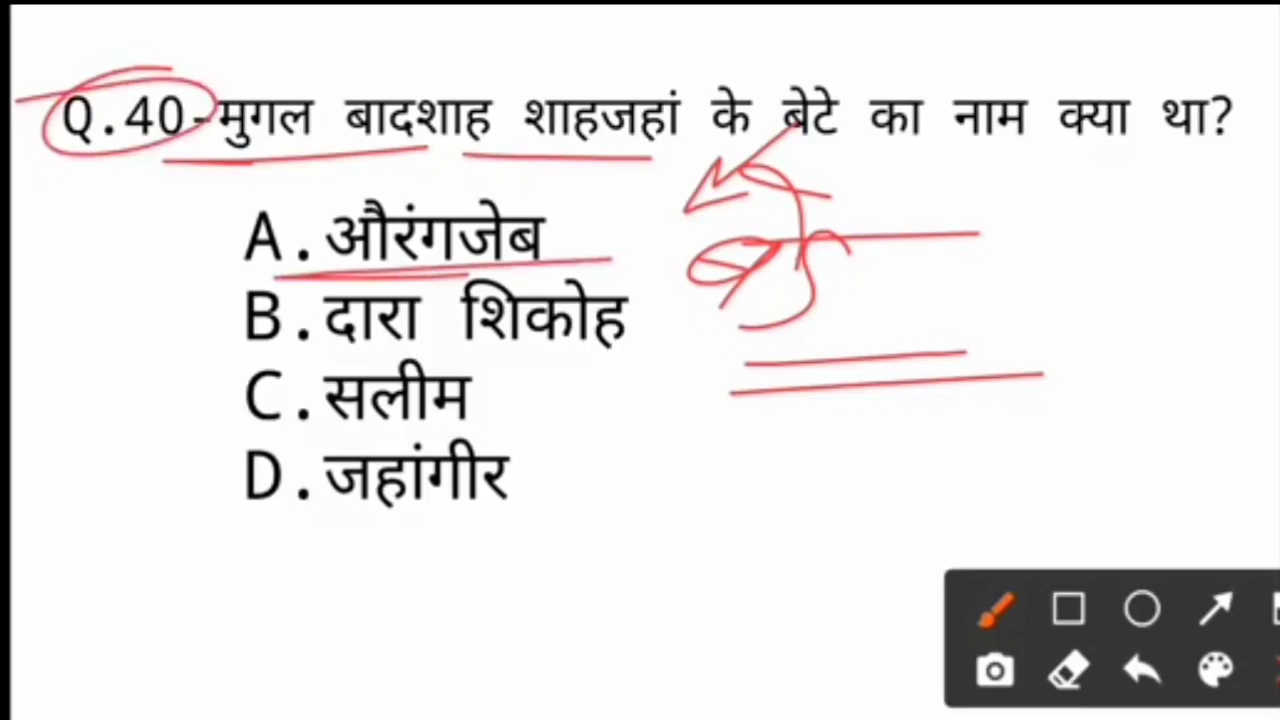 Q.40-मुगल बादशाह शाहजहां के बेटे का नाम क्या था?
A.औरंगजेब
B.दारा शिकोह
C.सलीम
D.जहांगीर